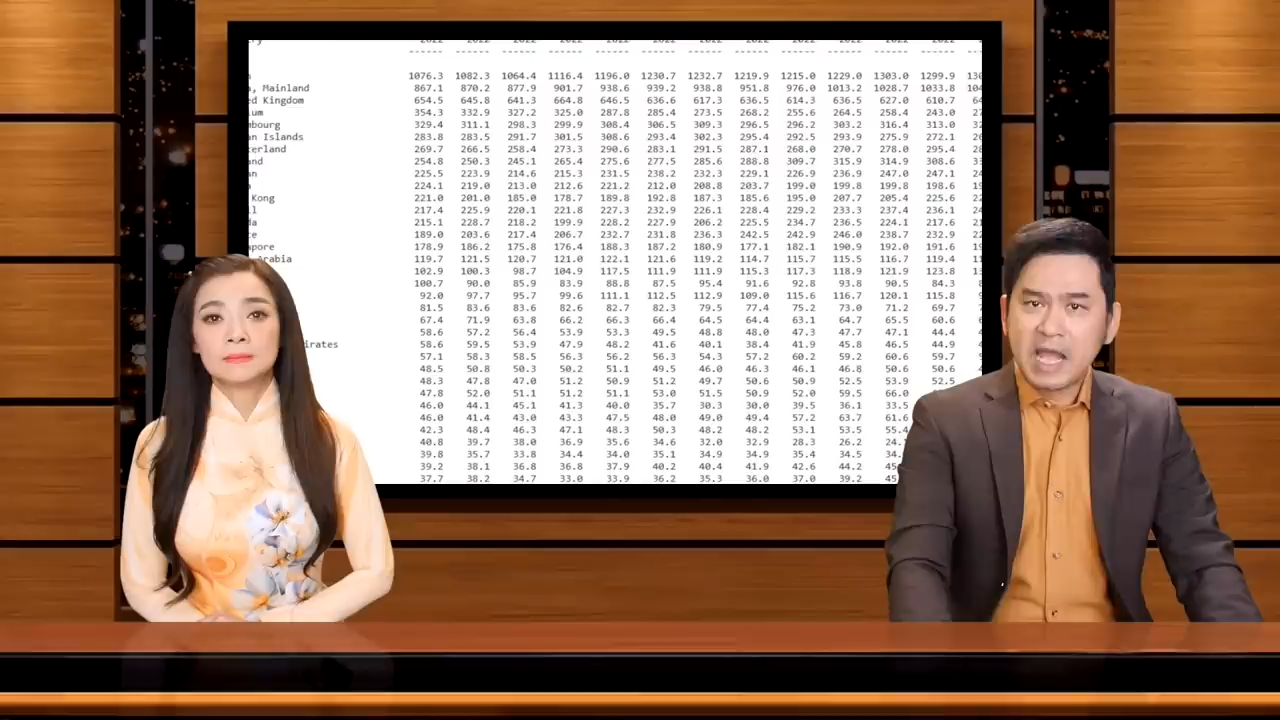 2022 2022 2022 2022 2022 2022 2022 2022 2022 2022 2022 2022
------ ------ ------ ------ ------ ------ ------ ------ ------ ------ ------ ------
1076.3 1082.3 1064.4 1116.4 1196.0 1230.7 1232.7 1219.9 1215.0 1229.0 1303.0 1299.9 130
, Mainland 867.1 870.2 877.9 901.7 938.6 939.2 938.8 951.8 976.0 1013.2 1028.7 1033.8 104
ed Kingdom 654.5 645.8 641.3 664.8 646.5 636.6 617.3 636.5 614.3 636.5 627.0 610.7 64
ium 354.3 332.9 327.2 325.0 287.8 285.4 273.5 268.2 255.6 264.5 258.4 243.0 27
mbourg 329.4 311.1 298.3 299.9 308.4 306.5 309.3 296.5 296.2 303.2 316.4 313.0 32
an Islands 283.8 283.5 291.7 301.5 308.6 293.4 302.3 295.4 292.5 293.9 275.9 272.1 26
zerland 269.7 266.5 258.4 273.3 290.6 283.1 291.5 287.1 268.0 270.7 278.0 295.4 28
and 254.8 250.3 245.1 265.4 275.6 277.5 285.6 288.8 309.7 315.9 314.9 308.6 33
an 225.5 223.9 214.6 215.3 231.5 238.2 232.3 229.1 226.9 236.9 247.0 247.1 24
224.1 219.0 213.0 212.6 221.2 212.0 208.8 203.7 199.0 199.8 199.8 198.6 19
Kong 221.0 201.0 185.0 178.7 189.8 192.8 187.3 185.6 195.0 207.7 205.4 225.6 22
l 217.4 225.9 220.1 221.8 227.3 232.9 226.1 228.4 229.2 233.3 237.4 236.1 24
da 215.1 228.7 218.2 199.9 228.2 227.9 206.2 225.5 234.7 236.5 224.1 217.6 21
ce 189.0 203.6 217.4 206.7 232.7 231.8 236.3 242.5 242.9 246.0 238.7 232.9 22
apore 178.9 186.2 175.8 176.4 188.3 187.2 180.9 177.1 182.1 190.9 192.0 191.6 19
Arabia 119.7 121.5 120.7 121.0 122.1 121.6 119.2 114.7 115.7 115.5 116.7 119.4 11
102.9 100.3 98.7 104.9 117.5 111.9 111.9 115.3 117.3 118.9 121.9 123.8 13
100.7 90.0 85.9 83.9 88.8 87.5 95.4 91.6 92.8 93.8 90.5 84.3 8
92.0 97.7 95.7 99.6 111.1 112.5 112.9 109.0 115.6 116.7 120.1 115.8 9
81.5 83.6 83.6 82.6 82.7 82.3 79.5 77.4 75.2 73.0 71.2 69.7
67.4 71.9 63.8 66.2 66.3 66.4 64.5 64.4 63.1 64.7 65.5 60.6 6
58.6 57.2 56.4 53.9 53.3 49.5 48.8 48.0 47.3 47.7 47.1 44.4 4
irates 58.6 59.5 53.9 47.9 48.2 41.6 40.1 38.4 41.9 45.8 46.5 44.9
57.1 58.3 58.5 56.3 56.2 56.3 54.3 57.2 60.2 59.2 60.6 59.7
48.5 50.8 50.3 50.2 51.1 49.5 46.0 46.3 46.1 46.8 50.6 50.6
48.3 47.8 47.0 51.2 50.9 51.2 49.7 50.6 50.9 52.5 53.9 52.5
47.8 52.0 51.1 51.2 51.1 53.0 51.5 50.9 52.0 59.5 66.0
46.0 44.1 45.1 41.3 40.0 35.7 30.3 30.0 39.5 36.1 33.5
46.0 41.4 43.0 43.3 47.5 48.0 49.0 49.4 57.2 63.7 61.6
42.3 48.4 46.3 47.1 48.3 50.3 48.2 48.2 53.1 53.5 55.4
40.8 39.7 38.0 36.9 35.6 34.6 32.0 32.9 28.3 26.2 24.
39.8 35.7 33.8 34.4 34.0 35.1 34.9 34.9 35.4 34.5 34.
39.2 38.1 36.8 36.8 37.9 40.2 40.4 41.9 42.6 44.2 45
37.7 38.2 34.7 33.0 33.9 36.2 35.3 36.0 37.0 39.2 45